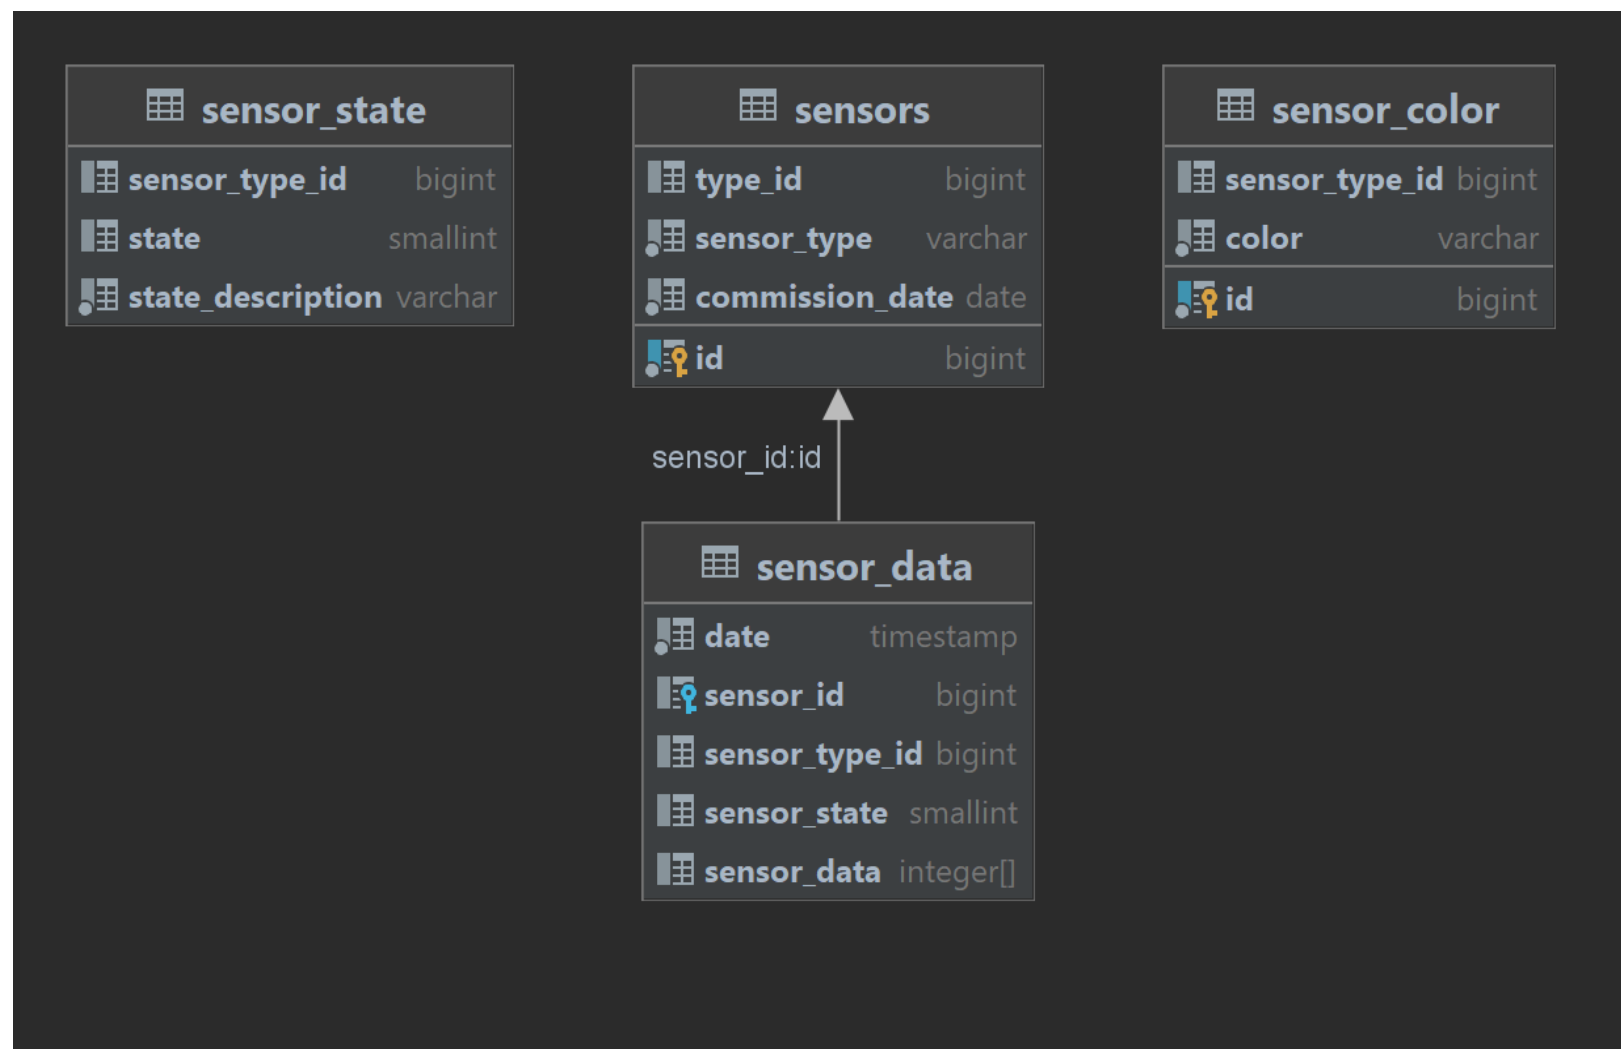 sensor_state
sensor_type_id bigint
state smallint
state_description varchar
sensors
type_id bigint
sensor_type varchar
commission_date date
id bigint
sensor_color
sensor_type_id bigint
color varchar
id bigint
sensor_id:id
sensor_data
date timestamp
sensor_id bigint
sensor_type_id bigint
sensor_state smallint
sensor_data integer[]